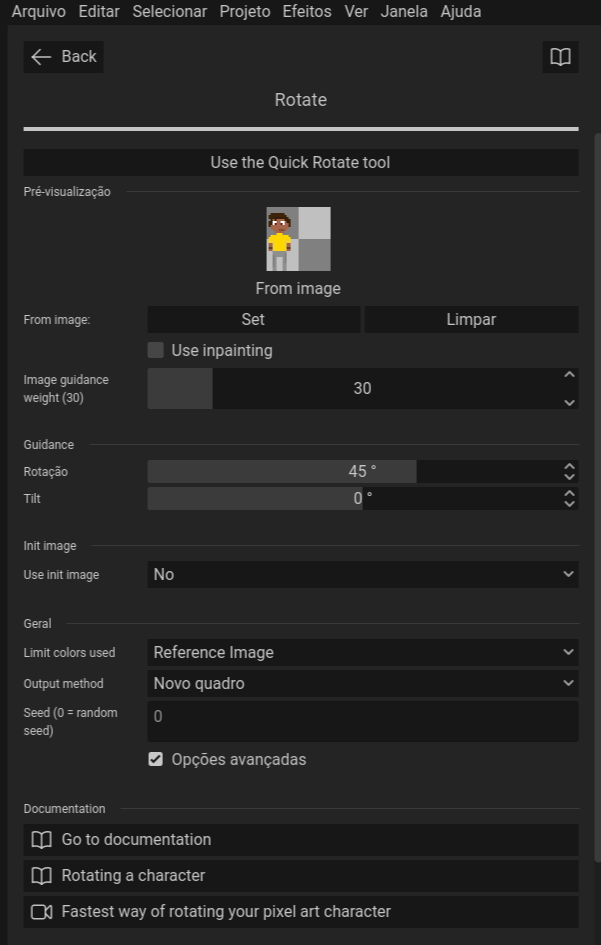 Arquivo Editar Selecionar Projeto Efeitos Ver Janela Ajuda
Back
Rotate
Use the Quick Rotate tool
Pré-visualização
From image
From image: Set Limpar
Use inpainting
Image guidance
weight (30)
30
Guidance
Rotação 45 °
Tilt 0 °
Init image
Use init image No
Geral
Limit colors used Reference Image
Output method Novo quadro
Seed (0 = random
seed)
0
Opções avançadas
Documentation
Go to documentation
Rotating a character
Fastest way of rotating your pixel art character